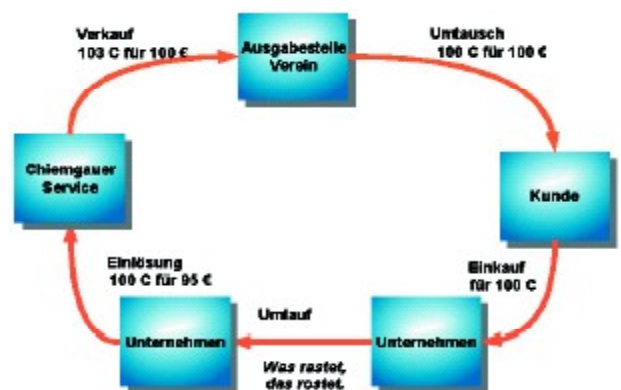 Verkauf
103 C für 100 €
Ausgabestelle
Verein
Umtausch
100 C für 100 €
Chiemgauer
Service
Kunde
Einlösung
100 C für 95 €
Einkauf
für 100 C
Unternehmen
Umlauf
Unternehmen
Was rastet,
das rostet.